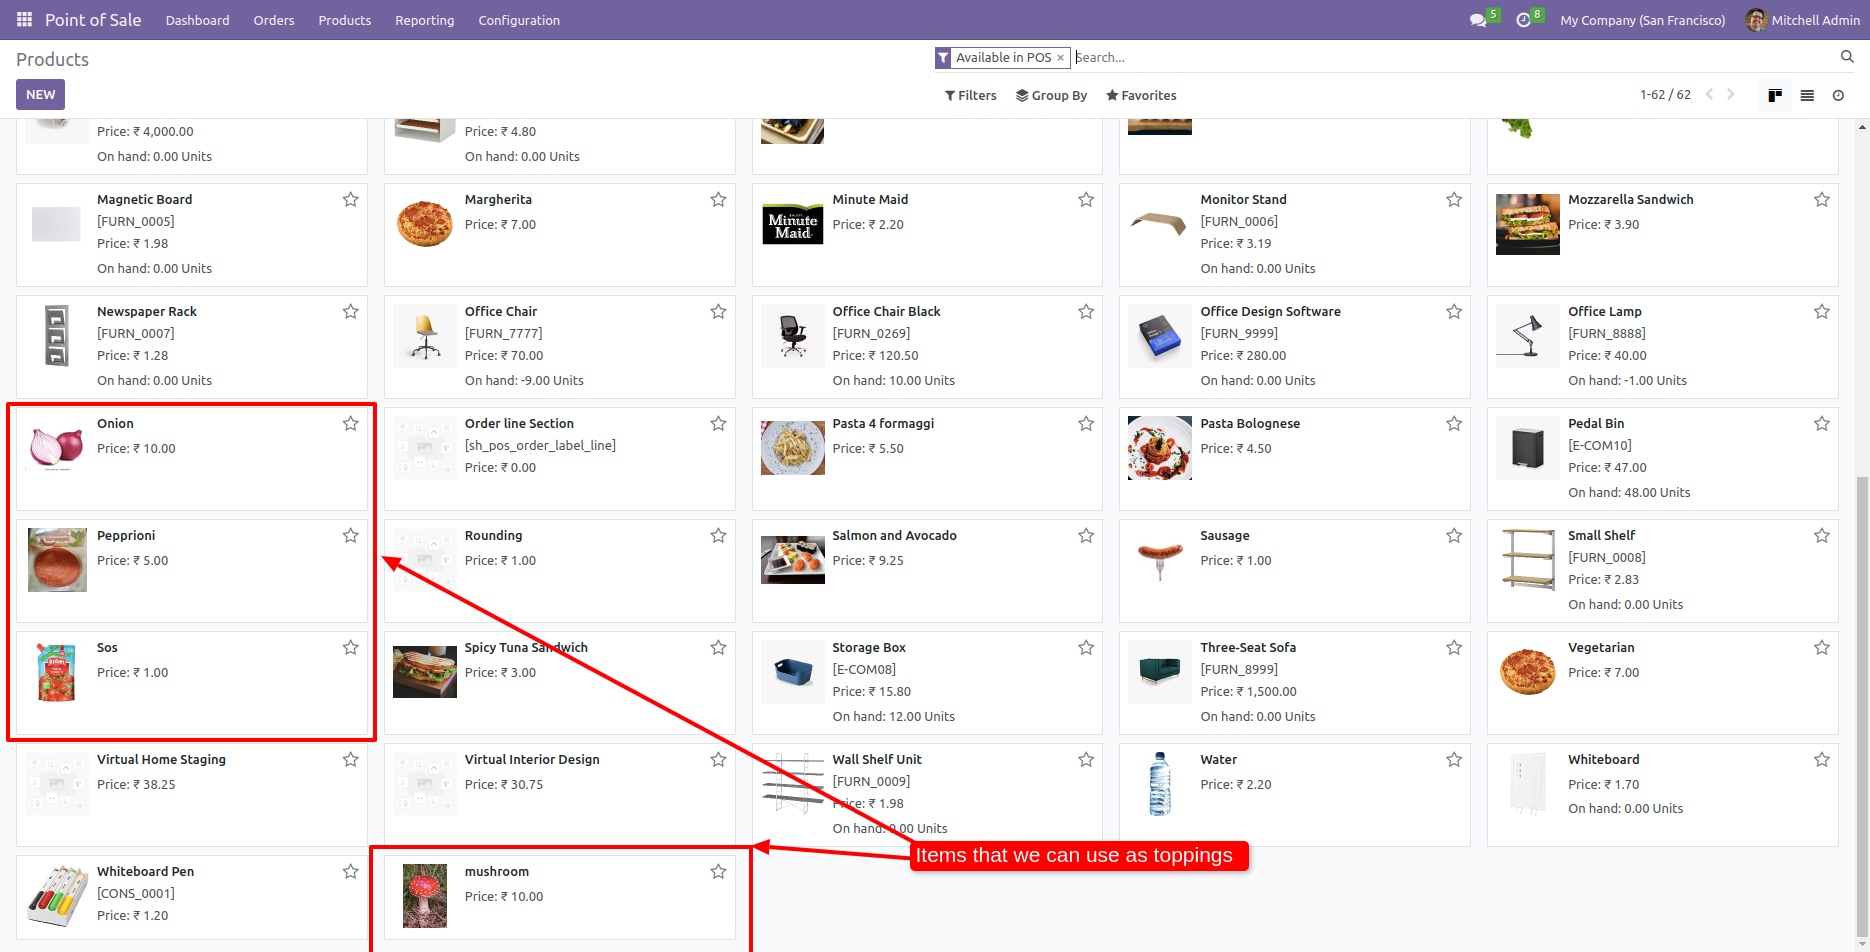 Point of Sale Dashboard Orders Products Reporting Configuration 5 8 My Company (San Francisco) Mitchell Admin
Products
Available in POS × Search...
NEW
Filters Group By Favorites 1-62 / 62
Price: ₹ 4,000.00
On hand: 0.00 Units
Price: ₹ 4.80
On hand: 0.00 Units
Magnetic Board
[FURN_0005]
Price: ₹ 1.98
On hand: 0.00 Units
Margherita
Price: ₹ 7.00
ENJOY
Minute
Maid
Minute Maid
Price: ₹ 2.20
Monitor Stand
[FURN_0006]
Price: ₹ 3.19
On hand: 0.00 Units
Mozzarella Sandwich
Price: ₹ 3.90
Newspaper Rack
[FURN_0007]
Price: ₹ 1.28
On hand: 0.00 Units
Office Chair
[FURN_7777]
Price: ₹ 70.00
On hand: -9.00 Units
Office Chair Black
[FURN_0269]
Price: ₹ 120.50
On hand: 10.00 Units
Office Design Software
[FURN_9999]
Price: ₹ 280.00
On hand: 0.00 Units
Office Lamp
[FURN_8888]
Price: ₹ 40.00
On hand: -1.00 Units
Onion
Price: ₹ 10.00
Order line Section
[sh_pos_order_label_line]
Price: ₹ 0.00
Pasta 4 formaggi
Price: ₹ 5.50
Pasta Bolognese
Price: ₹ 4.50
Pedal Bin
[E-COM10]
Price: ₹ 47.00
On hand: 48.00 Units
Pepprioni
Price: ₹ 5.00
Rounding
Price: ₹ 1.00
Salmon and Avocado
Price: ₹ 9.25
Sausage
Price: ₹ 1.00
Small Shelf
[FURN_0008]
Price: ₹ 2.83
On hand: 0.00 Units
Sos
Price: ₹ 1.00
Spicy Tuna Sandwich
Price: ₹ 3.00
Storage Box
[E-COM08]
Price: ₹ 15.80
On hand: 12.00 Units
Three-Seat Sofa
[FURN_8999]
Price: ₹ 1,500.00
On hand: 0.00 Units
Vegetarian
Price: ₹ 7.00
Virtual Home Staging
Price: ₹ 38.25
Virtual Interior Design
Price: ₹ 30.75
Wall Shelf Unit
[FURN_0009]
Price: ₹ 1.98
On hand: 0.00 Units
Water
Price: ₹ 2.20
Whiteboard
Price: ₹ 1.70
On hand: 0.00 Units
Items that we can use as toppings
Whiteboard Pen
[CONS_0001]
Price: ₹ 1.20
mushroom
Price: ₹ 10.00